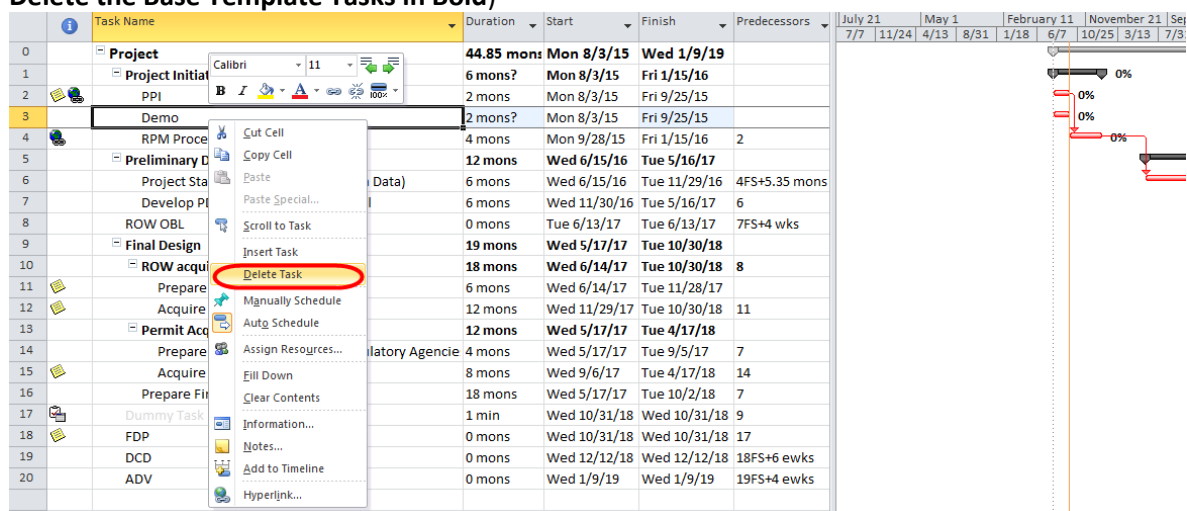 Delete the Base Template Tasks in Bold)
Task Name Duration Start Finish Predecessors July 21 May 1 February 11 November 21 Sep
7/7 11/24 4/13 8/31 1/18 6/7 10/25 3/13 7/31
0 Project 44.85 mons Mon 8/3/15 Wed 1/9/19
Calibri 11
1 Project Initiat 6 mons? Mon 8/3/15 Fri 1/15/16 0%
B I A 100%
2 PPI 2 mons Mon 8/3/15 Fri 9/25/15 0%
3 Demo 2 mons? Mon 8/3/15 Fri 9/25/15 0%
4 RPM Proce 4 mons Mon 9/28/15 Fri 1/15/16 2 0%
Cut Cell
5 Preliminary D 12 mons Wed 6/15/16 Tue 5/16/17
Copy Cell
6 Project Sta Data) 6 mons Wed 6/15/16 Tue 11/29/16 4FS+5.35 mons
Paste
7 Develop Pl 6 mons Wed 11/30/16 Tue 5/16/17 6
Paste Special...
8 ROW OBL 0 mons Tue 6/13/17 Tue 6/13/17 7FS+4 wks
Scroll to Task
9 Final Design 19 mons Wed 5/17/17 Tue 10/30/18
Insert Task
10 ROW acqui 18 mons Wed 6/14/17 Tue 10/30/18 8
Delete Task
11 Prepare 6 mons Wed 6/14/17 Tue 11/28/17
Manually Schedule
12 Acquire 12 mons Wed 11/29/17 Tue 10/30/18 11
Auto Schedule
13 Permit Acq 12 mons Wed 5/17/17 Tue 4/17/18
Assign Resources...
14 Prepare ulatory Agencie 4 mons Wed 5/17/17 Tue 9/5/17 7
Fill Down
15 Acquire 8 mons Wed 9/6/17 Tue 4/17/18 14
Clear Contents
16 Prepare Fin 18 mons Wed 5/17/17 Tue 10/2/18 7
17 Dummy Task 1 min Wed 10/31/18 Wed 10/31/18 9
Information...
18 FDP 0 mons Wed 10/31/18 Wed 10/31/18 17
Notes...
19 DCD 0 mons Wed 12/12/18 Wed 12/12/18 18FS+6 ewks
Add to Timeline
20 ADV 0 mons Wed 1/9/19 Wed 1/9/19 19FS+4 ewks
Hyperlink...